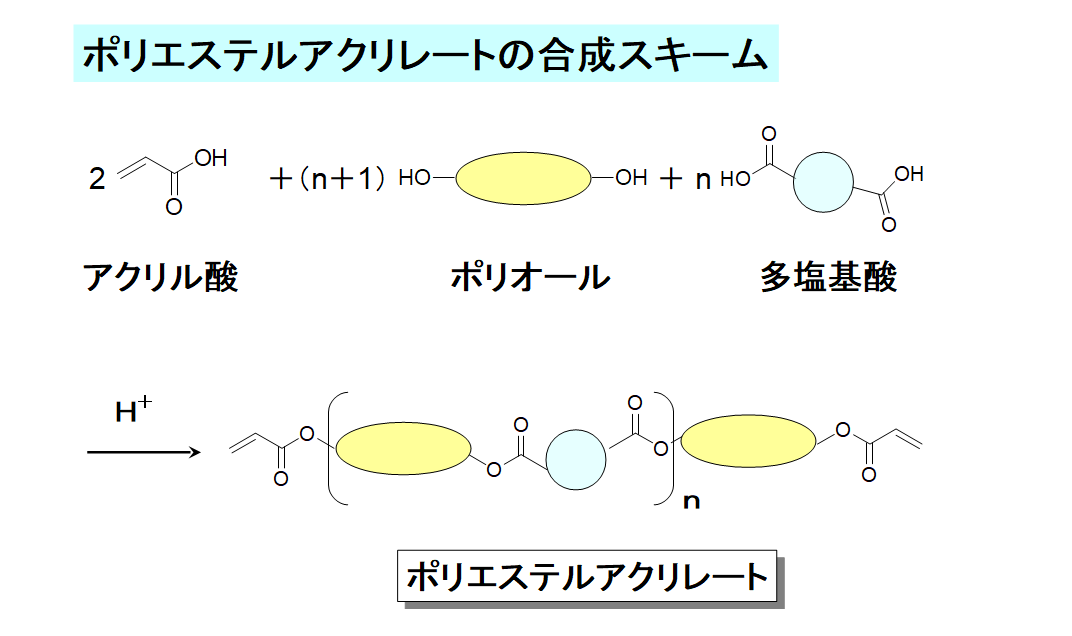 ポリエステルアクリレートの合成スキーム
2 OH O ＋(n＋1) HO OH ＋ n HO O OH O
アクリル酸 ポリオール 多塩基酸
H+ O O O O O O O O n
ポリエステルアクリレート